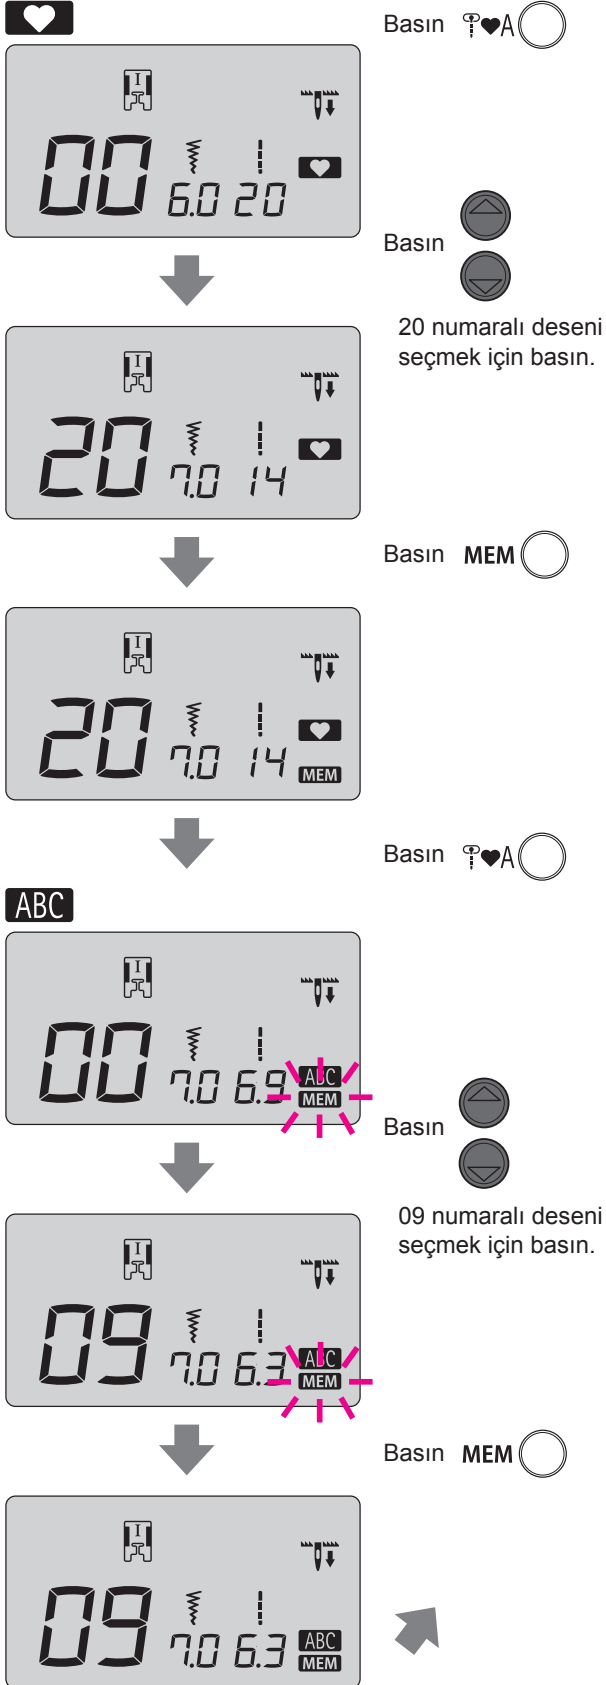 Basın A
I
00 6.0 20
Basın
20 numaralı deseni
seçmek için basın.
I
20 7.0 14
Basın MEM
I
20 7.0 14
MEM
Basın A
ABC
I
00 7.0 6.9 ABC
MEM
Basın
09 numaralı deseni
seçmek için basın.
I
09 7.0 6.3 ABC
MEM
Basın MEM
I
09 7.0 6.3 ABC
MEM